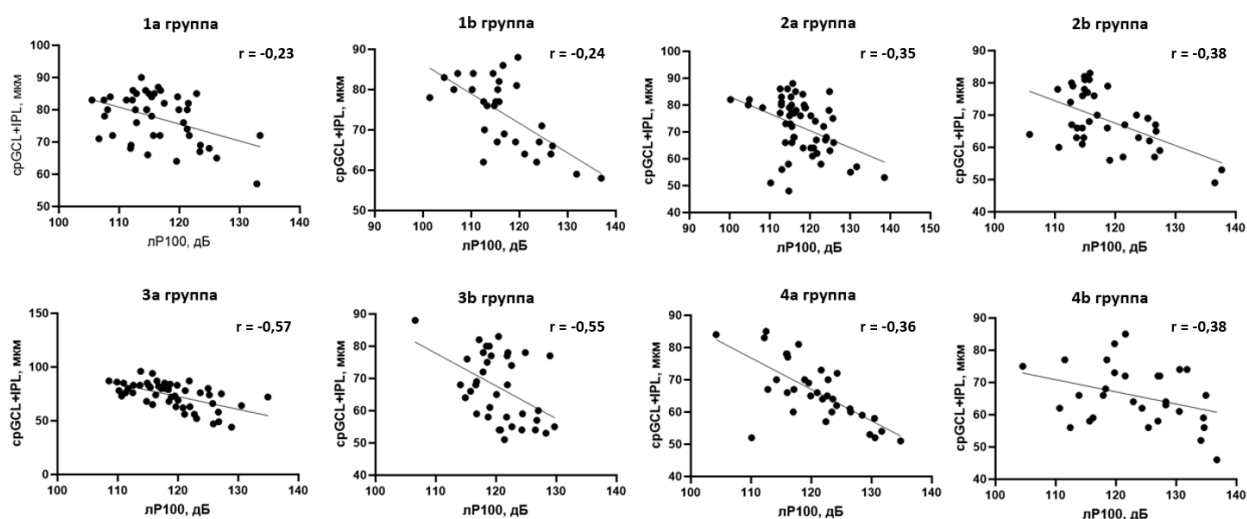 1a группа
r = -0,23
срGCL+IPL, мкм
100
90
80
70
60
50
100 110 120 130 140
лР100, дБ
1b группа
r = -0,24
срGCL+IPL, мкм
90
80
70
60
50
90 100 110 120 130 140
лР100, дБ
2a группа
r = -0,35
срGCL+IPL, мкм
100
90
80
70
60
50
40
90 100 110 120 130 140 150
лР100, дБ
2b группа
r = -0,38
срGCL+IPL, мкм
90
80
70
60
50
40
100 110 120 130 140
лР100, дБ
3a группа
r = -0,57
срGCL+IPL, мкм
150
100
50
0
100 110 120 130 140
лР100, дБ
3b группа
r = -0,55
срGCL+IPL, мкм
90
80
70
60
50
40
100 110 120 130 140
лР100, дБ
4a группа
r = -0,36
срGCL+IPL, мкм
90
80
70
60
50
40
100 110 120 130 140
лР100, дБ
4b группа
r = -0,38
срGCL+IPL, мкм
90
80
70
60
50
40
100 110 120 130 140
лР100, дБ